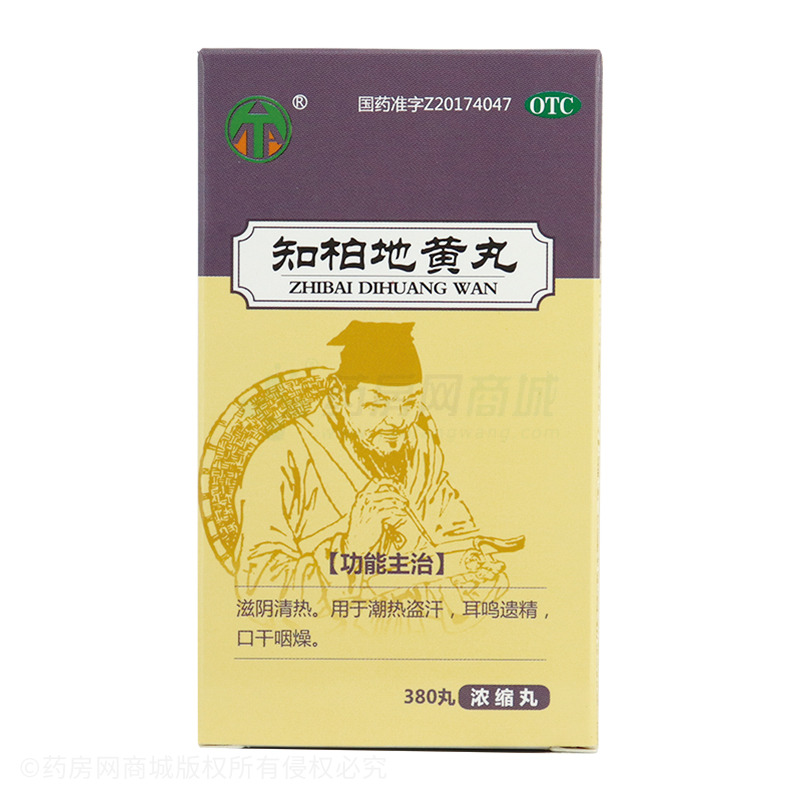 ® 国药准字Z20174047 OTC
知柏地黄丸
ZHIBAI DIHUANG WAN
药房网商城
【功能主治】
滋阴清热。用于潮热盗汗，耳鸣遗精，
口干咽燥。
380丸 浓缩丸
©药房网商城版权所有侵权必究